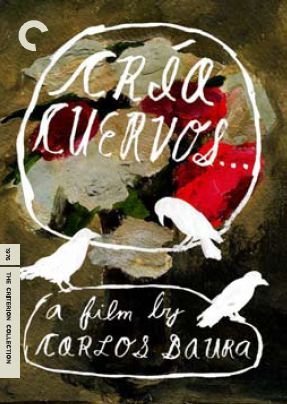 CRÍA
CUERVOS...
a film by
CARLOS SAURA
1976
THE CRITERION COLLECTION